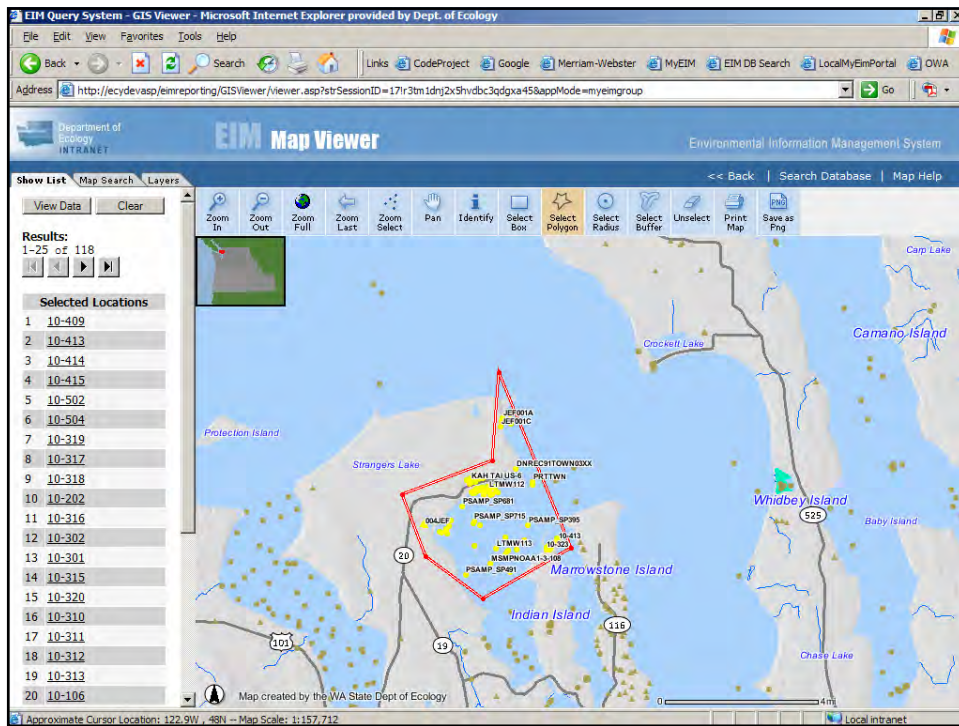 EIM Query System - GIS Viewer - Microsoft Internet Explorer provided by Dept. of Ecology
File Edit View Favorites Tools Help
Back Search Links CodeProject Google Merriam-Webster MyEIM EIM DB Search LocalMyEimPortal OWA
Address http://ecydevasp/eimreporting/GISViewer/viewer.asp?strSessionID=17!r3tm1dnj2x5hvdbc3qdgxa45&appMode=myeimgroup Go
Department of
Ecology
INTRANET
EIM Map Viewer
Environmental Information Management System
<< Back | Search Database | Map Help
Show List Map Search Layers
View Data Clear
Zoom In Zoom Out Zoom Full Zoom Last Zoom Select Pan Identify Select Box Select Polygon Select Radius Select Buffer Unselect Print Map PNG Save as Png
Results:
1-25 of 118
Selected Locations
1 10-409
2 10-413
3 10-414
4 10-415
5 10-502
6 10-504
7 10-319
8 10-317
9 10-318
10 10-202
11 10-316
12 10-302
13 10-301
14 10-315
15 10-320
16 10-310
17 10-311
18 10-312
19 10-313
20 10-106
Carp Lake
Camano Island
Crockett Lake
JEF001A
JEF001C
Protection Island
Strangers Lake
DNREC91TOWN03XX
KAH TAI US-6
PRTTWN
LTMW112
PSAMP_SP681
Whidbey Island
525
Baby Island
004JEF
PSAMP_SP715
PSAMP_SP395
10-413
LTMW113
10-323
20
MSMPNOAA1-3-108
PSAMP_SP491
Marrowstone Island
Indian Island
116
101
19
Chase Lake
Map created by the WA State Dept of Ecology
0 4mi
Approximate Cursor Location: 122.9W , 48N -- Map Scale: 1:157,712
Local intranet